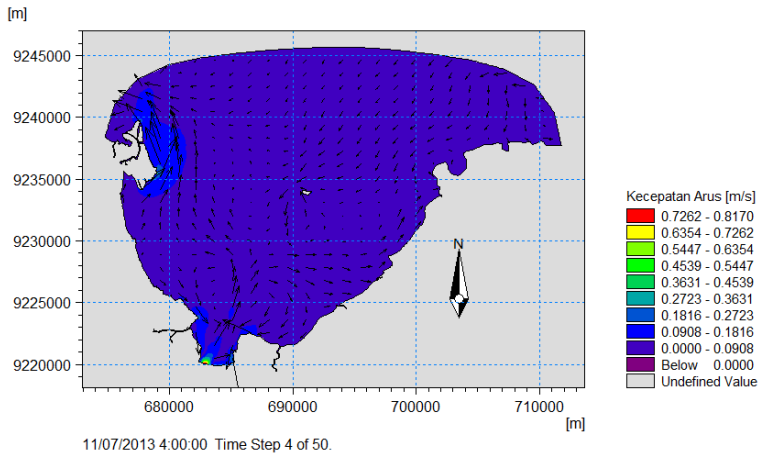 [m]
9245000
9240000
9235000
9230000
9225000
9220000
680000 690000 700000 710000
[m]
N
11/07/2013 4:00:00 Time Step 4 of 50.
Kecepatan Arus [m/s]
0.7262 - 0.8170
0.6354 - 0.7262
0.5447 - 0.6354
0.4539 - 0.5447
0.3631 - 0.4539
0.2723 - 0.3631
0.1816 - 0.2723
0.0908 - 0.1816
0.0000 - 0.0908
Below 0.0000
Undefined Value